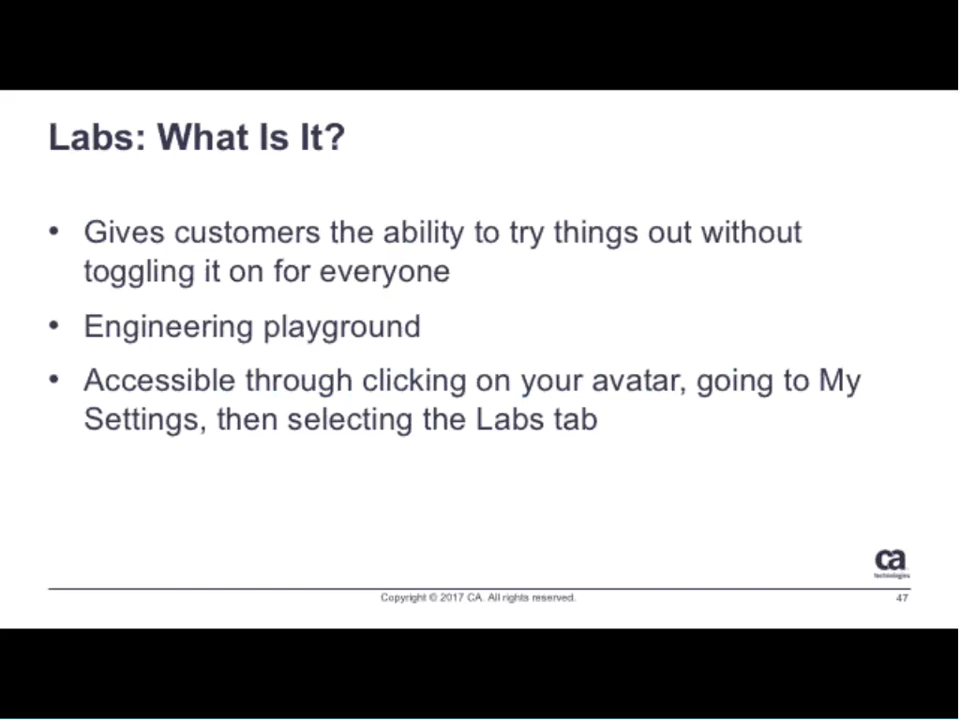 Labs: What Is It?
• Gives customers the ability to try things out without
toggling it on for everyone
• Engineering playground
• Accessible through clicking on your avatar, going to My
Settings, then selecting the Labs tab
ca
technologies
Copyright © 2017 CA. All rights reserved.
47